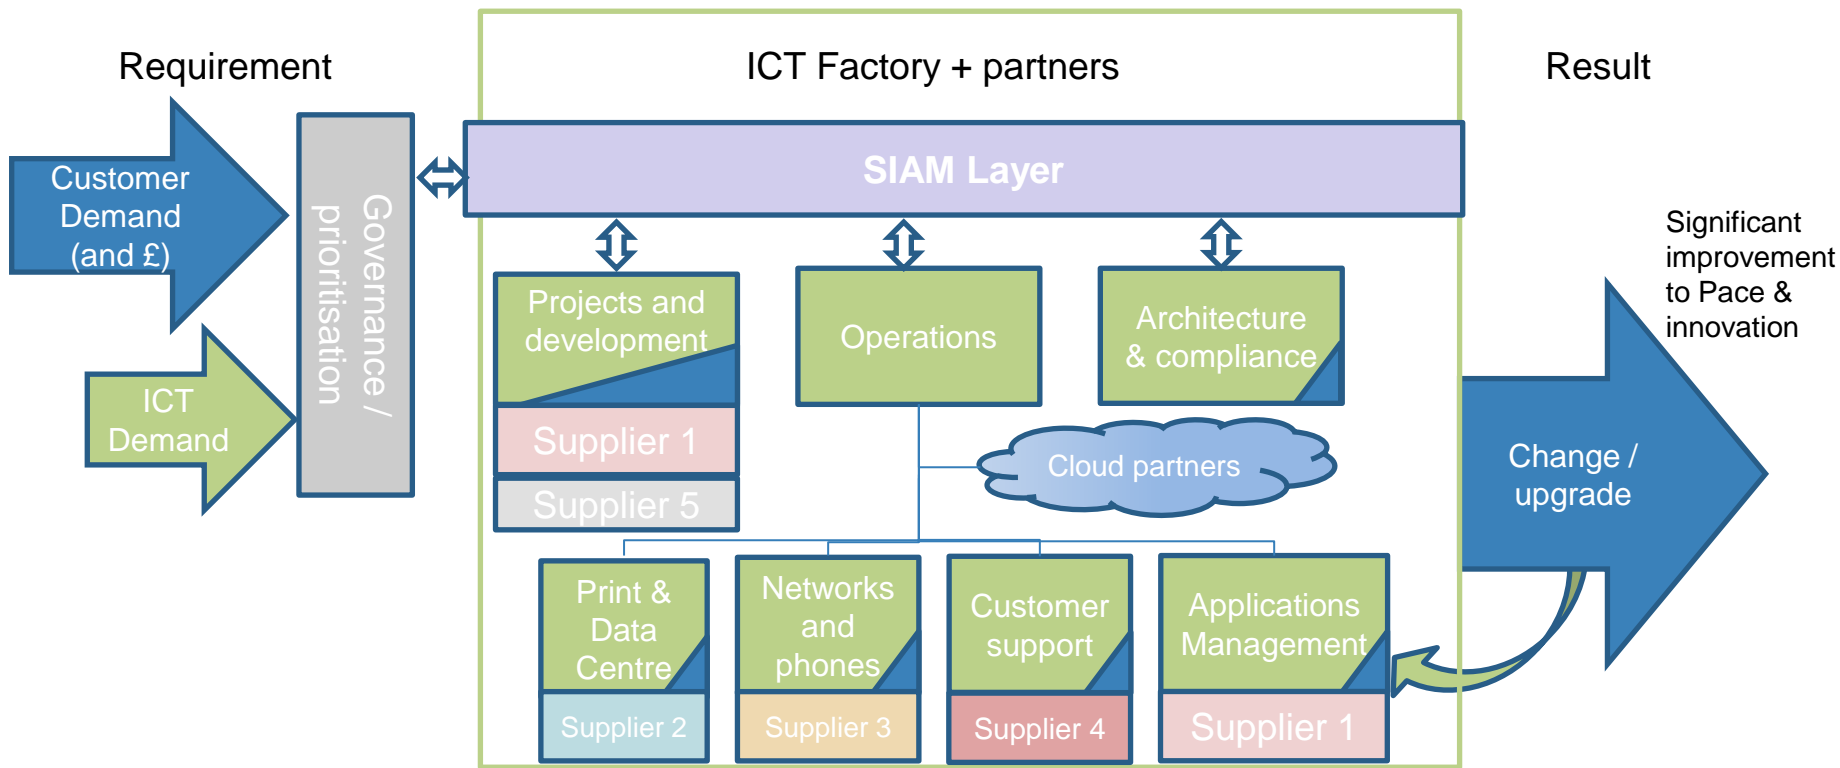 Requirement
ICT Factory + partners
Result
Customer
Demand
(and £)
ICT
Demand
Governance /
prioritisation
SIAM Layer
Projects and
development
Supplier 1
Supplier 5
Operations
Architecture
& compliance
Cloud partners
Print &
Data
Centre
Supplier 2
Networks
and
phones
Supplier 3
Customer
support
Supplier 4
Applications
Management
Supplier 1
Significant
improvement
to Pace &
innovation
Change /
upgrade